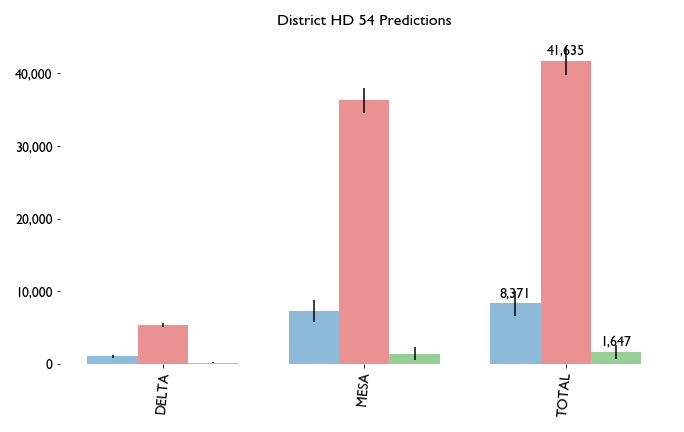 District HD 54 Predictions
41,635
40,000
30,000
20,000
10,000
8,371
1,647
0
DELTA
MESA
TOTAL